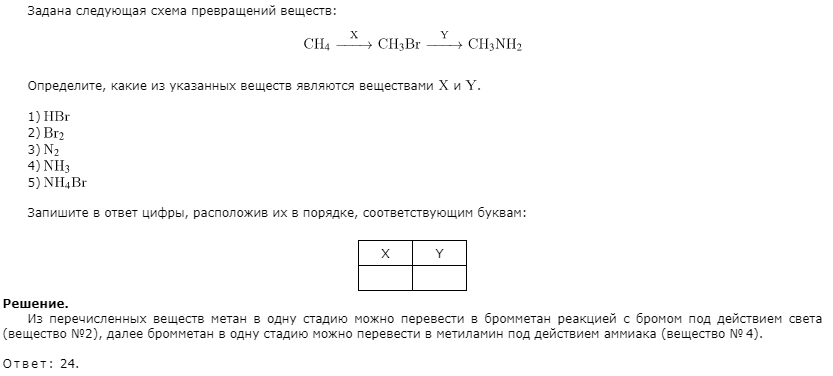 Задана следующая схема превращений веществ:
CH₄ —X→ CH₃Br —Y→ CH₃NH₂
Определите, какие из указанных веществ являются веществами X и Y.
1) HBr
2) Br₂
3) N₂
4) NH₃
5) NH₄Br
Запишите в ответ цифры, расположив их в порядке, соответствующим буквам:
X Y
Решение.
Из перечисленных веществ метан в одну стадию можно перевести в бромметан реакцией с бромом под действием света
(вещество №2), далее бромметан в одну стадию можно перевести в метиламин под действием аммиака (вещество № 4).
Ответ: 24.